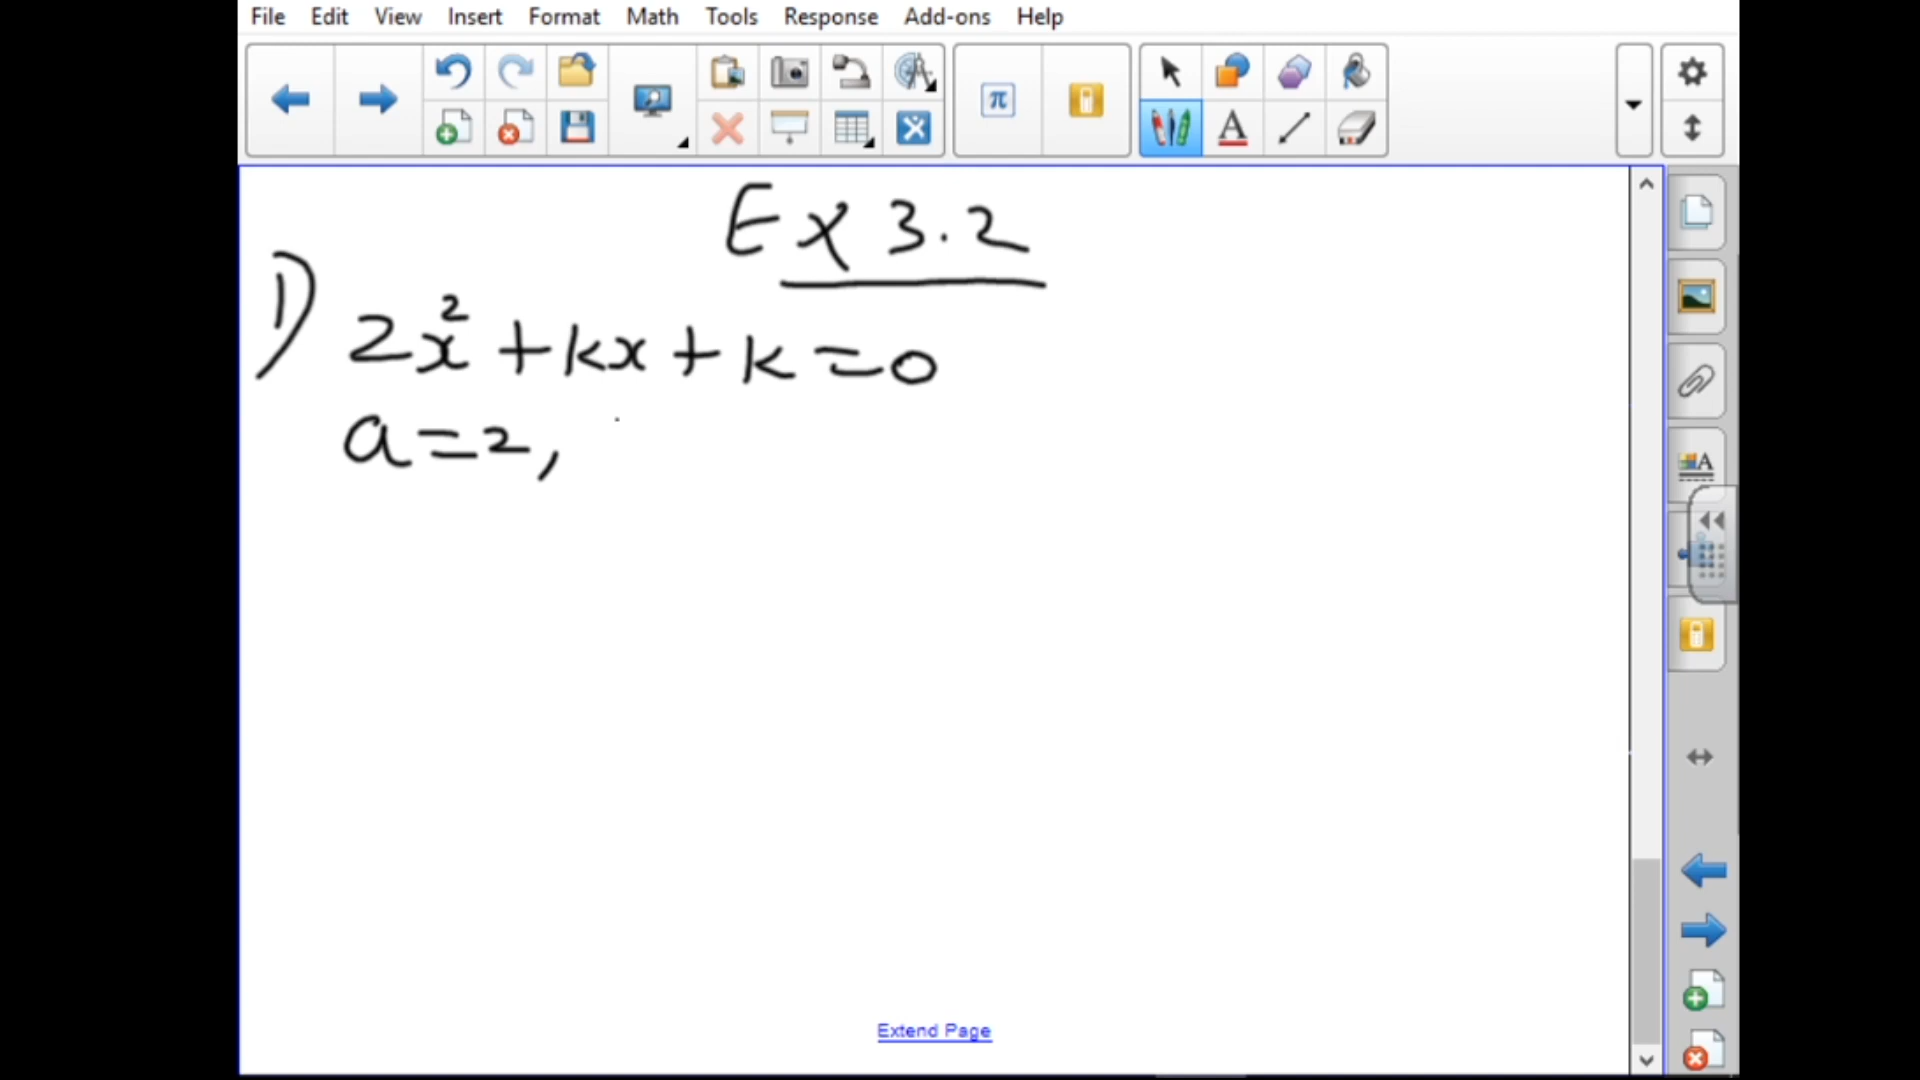 File Edit View Insert Format Math Tools Response Add-ons Help
Ex 3.2
1) 2x² + kx + k = 0
a = 2,
Extend Page